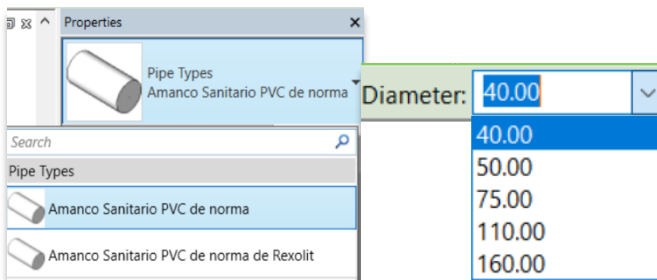 Properties
Pipe Types
Amanco Sanitario PVC de norma
Search
Pipe Types
Amanco Sanitario PVC de norma
Amanco Sanitario PVC de norma de Rexolit
Diameter: 40.00
40.00
50.00
75.00
110.00
160.00